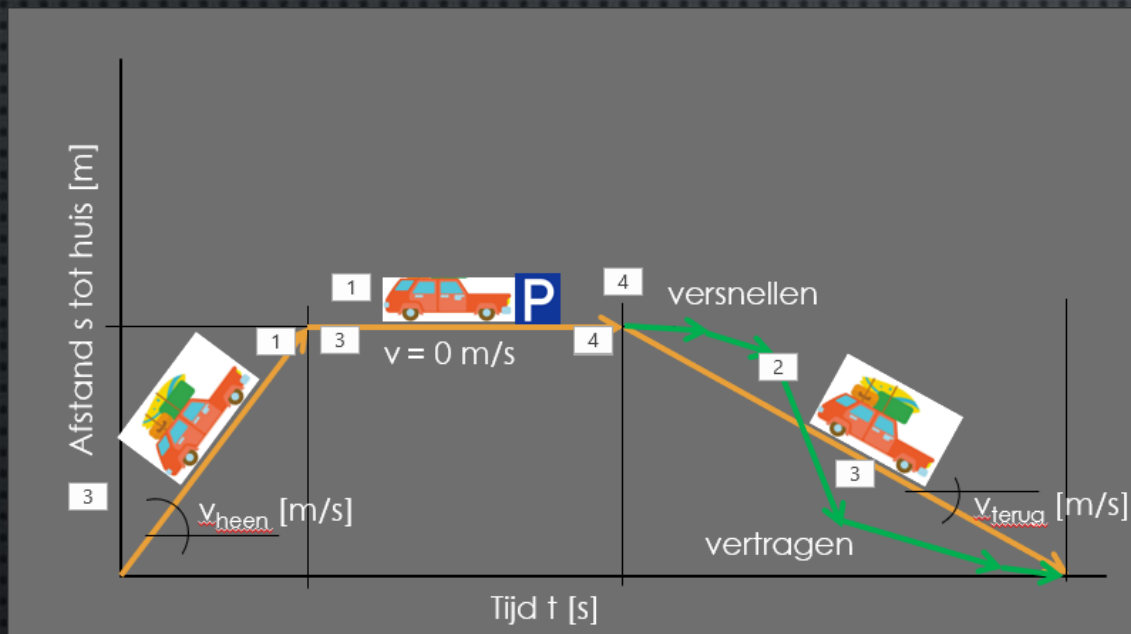 Afstand s tot huis [m]
1
P
4
versnellen
1
3
v = 0 m/s
4
2
3
3
vheen [m/s]
vterug [m/s]
vertragen
Tijd t [s]